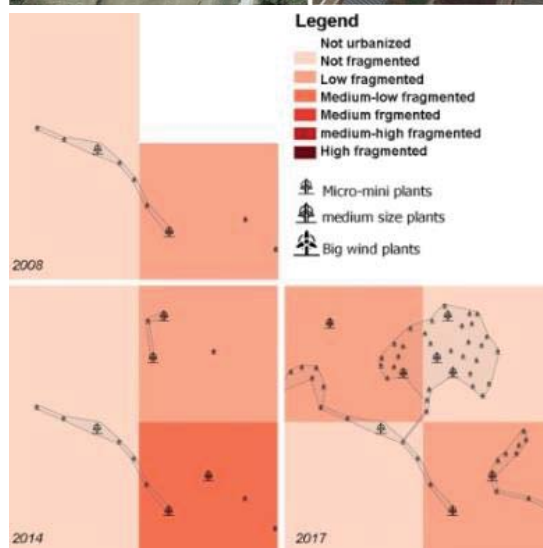 Legend
Not urbanized
Not fragmented
Low fragmented
Medium-low fragmented
Medium frgmented
medium-high fragmented
High fragmented
Micro-mini plants
medium size plants
Big wind plants
2008
2014
2017